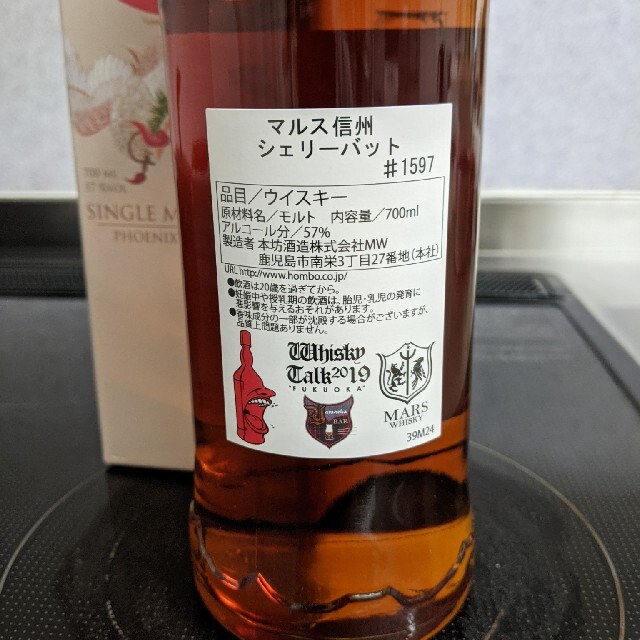 マルス信州
シェリーバット
#1597
品目／ウイスキー
原材料名／モルト　内容量／700ml
アルコール分／57%
製造者 本坊酒造株式会社MW
鹿児島市南栄3丁目27番地(本社)
URL http://www.hombo.co.jp/
●飲酒は20歳を過ぎてから。
●妊娠中や授乳期の飲酒は、胎児・乳児の発育に
悪影響を与えるおそれがあります。
●香味成分の一部が沈殿する場合がございますが、
品質上問題ありません。
Whisky
Talk 2019
"FUKUOKA"
BAR
MARS
WHISKY
39M24
700 ML
57 %VOL
SINGLE M
PHOENIX